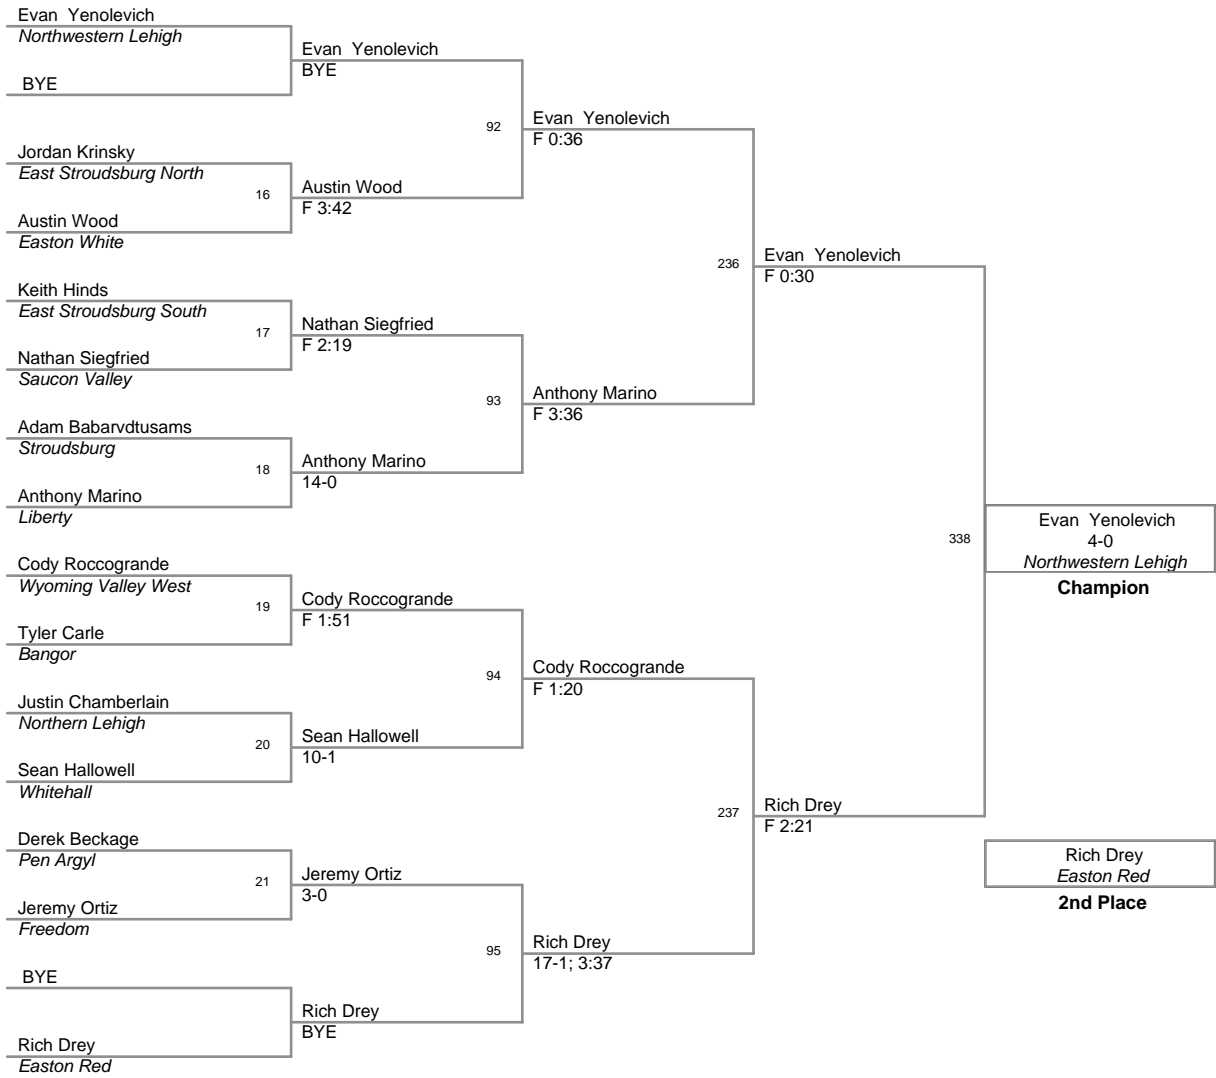 Evan  Yenolevich
Northwestern Lehigh
BYE
Jordan Krinsky
East Stroudsburg North
16
Austin Wood
Easton White
Keith Hinds
East Stroudsburg South
17
Nathan Siegfried
Saucon Valley
Adam Babarvdtusams
Stroudsburg
18
Anthony Marino
Liberty
Cody Roccogrande
Wyoming Valley West
19
Tyler Carle
Bangor
Justin Chamberlain
Northern Lehigh
20
Sean Hallowell
Whitehall
Derek Beckage
Pen Argyl
21
Jeremy Ortiz
Freedom
BYE
Rich Drey
Easton Red
Evan  Yenolevich
BYE
92
Austin Wood
F 3:42
Nathan Siegfried
F 2:19
93
Anthony Marino
14-0
Cody Roccogrande
F 1:51
94
Sean Hallowell
10-1
Jeremy Ortiz
3-0
95
Rich Drey
BYE
Evan  Yenolevich
F 0:36
236
Anthony Marino
F 3:36
Cody Roccogrande
F 1:20
237
Rich Drey
17-1; 3:37
Evan  Yenolevich
F 0:30
338
Rich Drey
F 2:21
Evan  Yenolevich
4-0
Northwestern Lehigh
Champion
Rich Drey
Easton Red
2nd Place